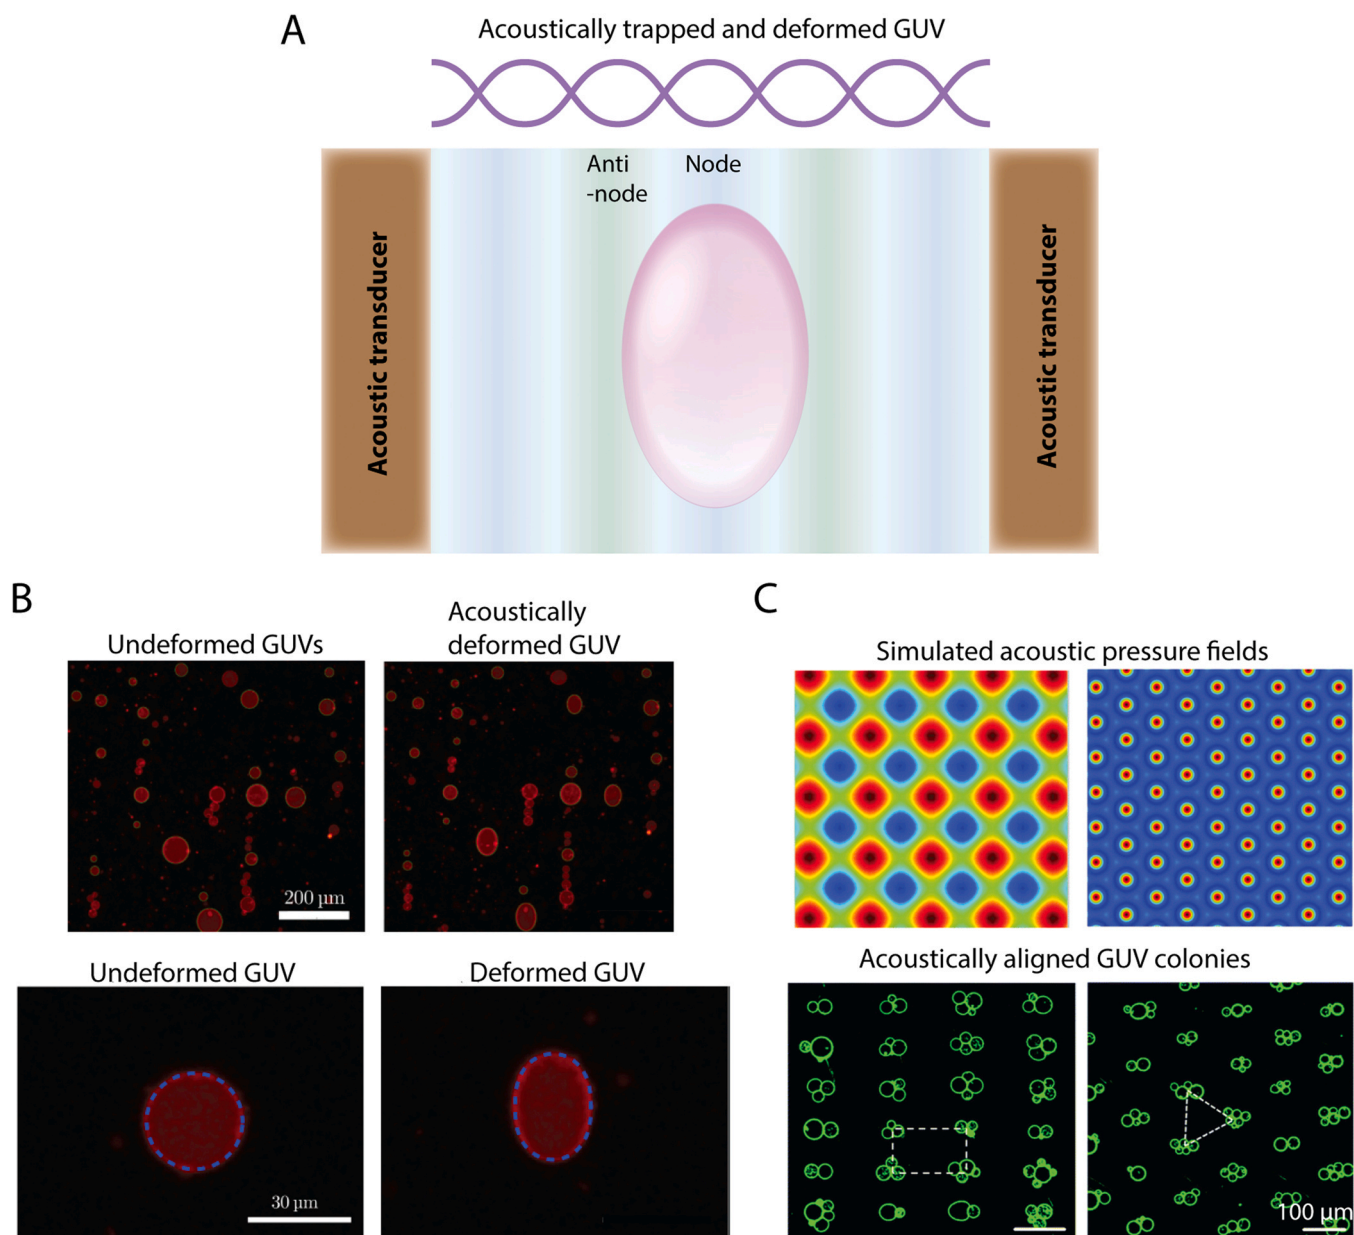 A
Acoustically trapped and deformed GUV
Anti
-node
Node
Acoustic transducer
Acoustic transducer
B
Undeformed GUVs
Acoustically
deformed GUV
200 µm
Undeformed GUV
Deformed GUV
30 µm
C
Simulated acoustic pressure fields
Acoustically aligned GUV colonies
100 µm